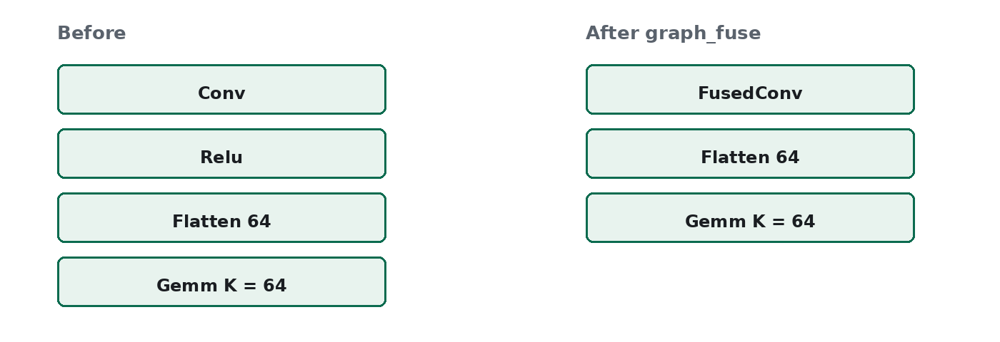 Before
Conv
Relu
Flatten 64
Gemm K = 64
After graph_fuse
FusedConv
Flatten 64
Gemm K = 64